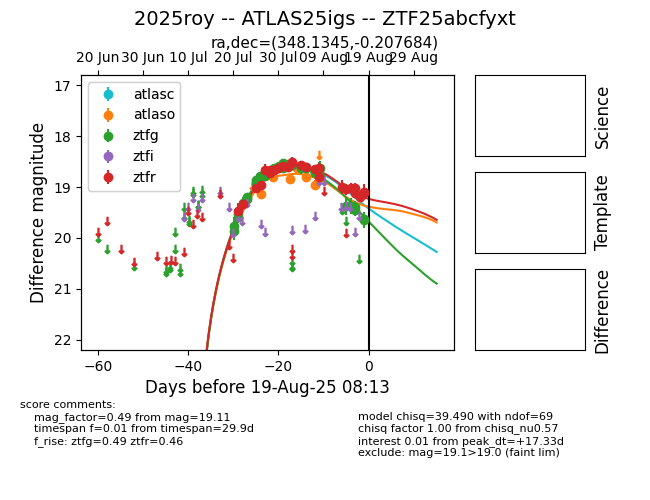 2025roy -- ATLAS25igs -- ZTF25abcfyxt
ra,dec=(348.1345,-0.207684)
20 Jun 30 Jun 10 Jul 20 Jul 30 Jul 09 Aug 19 Aug 29 Aug
17
18
19
20
21
22
Difference magnitude
atlasc
atlaso
ztfg
ztfi
ztfr
−60 −40 −20 0
Days before 19-Aug-25 08:13
Science
Template
Difference
score comments:
mag_factor=0.49 from mag=19.11
timespan f=0.01 from timespan=29.9d
f_rise: ztfg=0.49 ztfr=0.46
model chisq=39.490 with ndof=69
chisq factor 1.00 from chisq_nu0.57
interest 0.01 from peak_dt=+17.33d
exclude: mag=19.1>19.0 (faint lim)